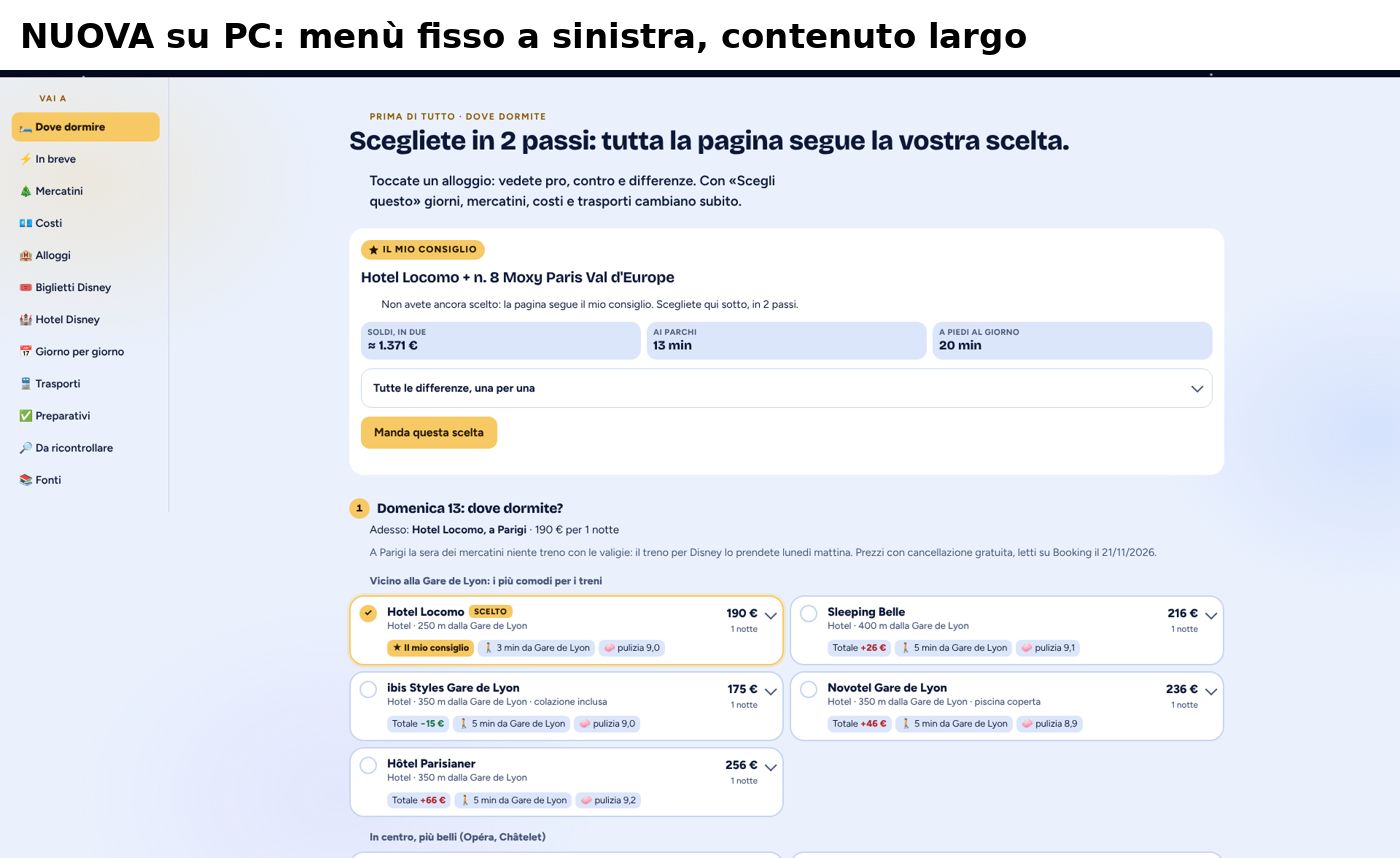 NUOVA su PC: menù fisso a sinistra, contenuto largo
VAI A
Dove dormire
In breve
Mercatini
Costi
Alloggi
Biglietti Disney
Hotel Disney
Giorno per giorno
Trasporti
Preparativi
Da ricontrollare
Fonti
PRIMA DI TUTTO · DOVE DORMITE
Scegliete in 2 passi: tutta la pagina segue la vostra scelta.
Toccate un alloggio: vedete pro, contro e differenze. Con «Scegli
questo» giorni, mercatini, costi e trasporti cambiano subito.
★ IL MIO CONSIGLIO
Hotel Locomo + n. 8 Moxy Paris Val d'Europe
Non avete ancora scelto: la pagina segue il mio consiglio. Scegliete qui sotto, in 2 passi.
SOLDI, IN DUE
≈ 1.371 €
AI PARCHI
13 min
A PIEDI AL GIORNO
20 min
Tutte le differenze, una per una
Manda questa scelta
1 Domenica 13: dove dormite?
Adesso: Hotel Locomo, a Parigi · 190 € per 1 notte
A Parigi la sera dei mercatini niente treno con le valigie: il treno per Disney lo prendete lunedì mattina. Prezzi con cancellazione gratuita, letti su Booking il 21/11/2026.
Vicino alla Gare de Lyon: i più comodi per i treni
Hotel Locomo SCELTO 190 €
Hotel · 250 m dalla Gare de Lyon 1 notte
★ Il mio consiglio 3 min da Gare de Lyon pulizia 9,0
Sleeping Belle 216 €
Hotel · 400 m dalla Gare de Lyon 1 notte
Totale +26 € 5 min da Gare de Lyon pulizia 9,1
ibis Styles Gare de Lyon 175 €
Hotel · 350 m dalla Gare de Lyon · colazione inclusa 1 notte
Totale −15 € 5 min da Gare de Lyon pulizia 9,0
Novotel Gare de Lyon 236 €
Hotel · 350 m dalla Gare de Lyon · piscina coperta 1 notte
Totale +46 € 5 min da Gare de Lyon pulizia 8,9
Hôtel Parisianer 256 €
Hotel · 350 m dalla Gare de Lyon 1 notte
Totale +66 € 5 min da Gare de Lyon pulizia 9,2
In centro, più belli (Opéra, Châtelet)